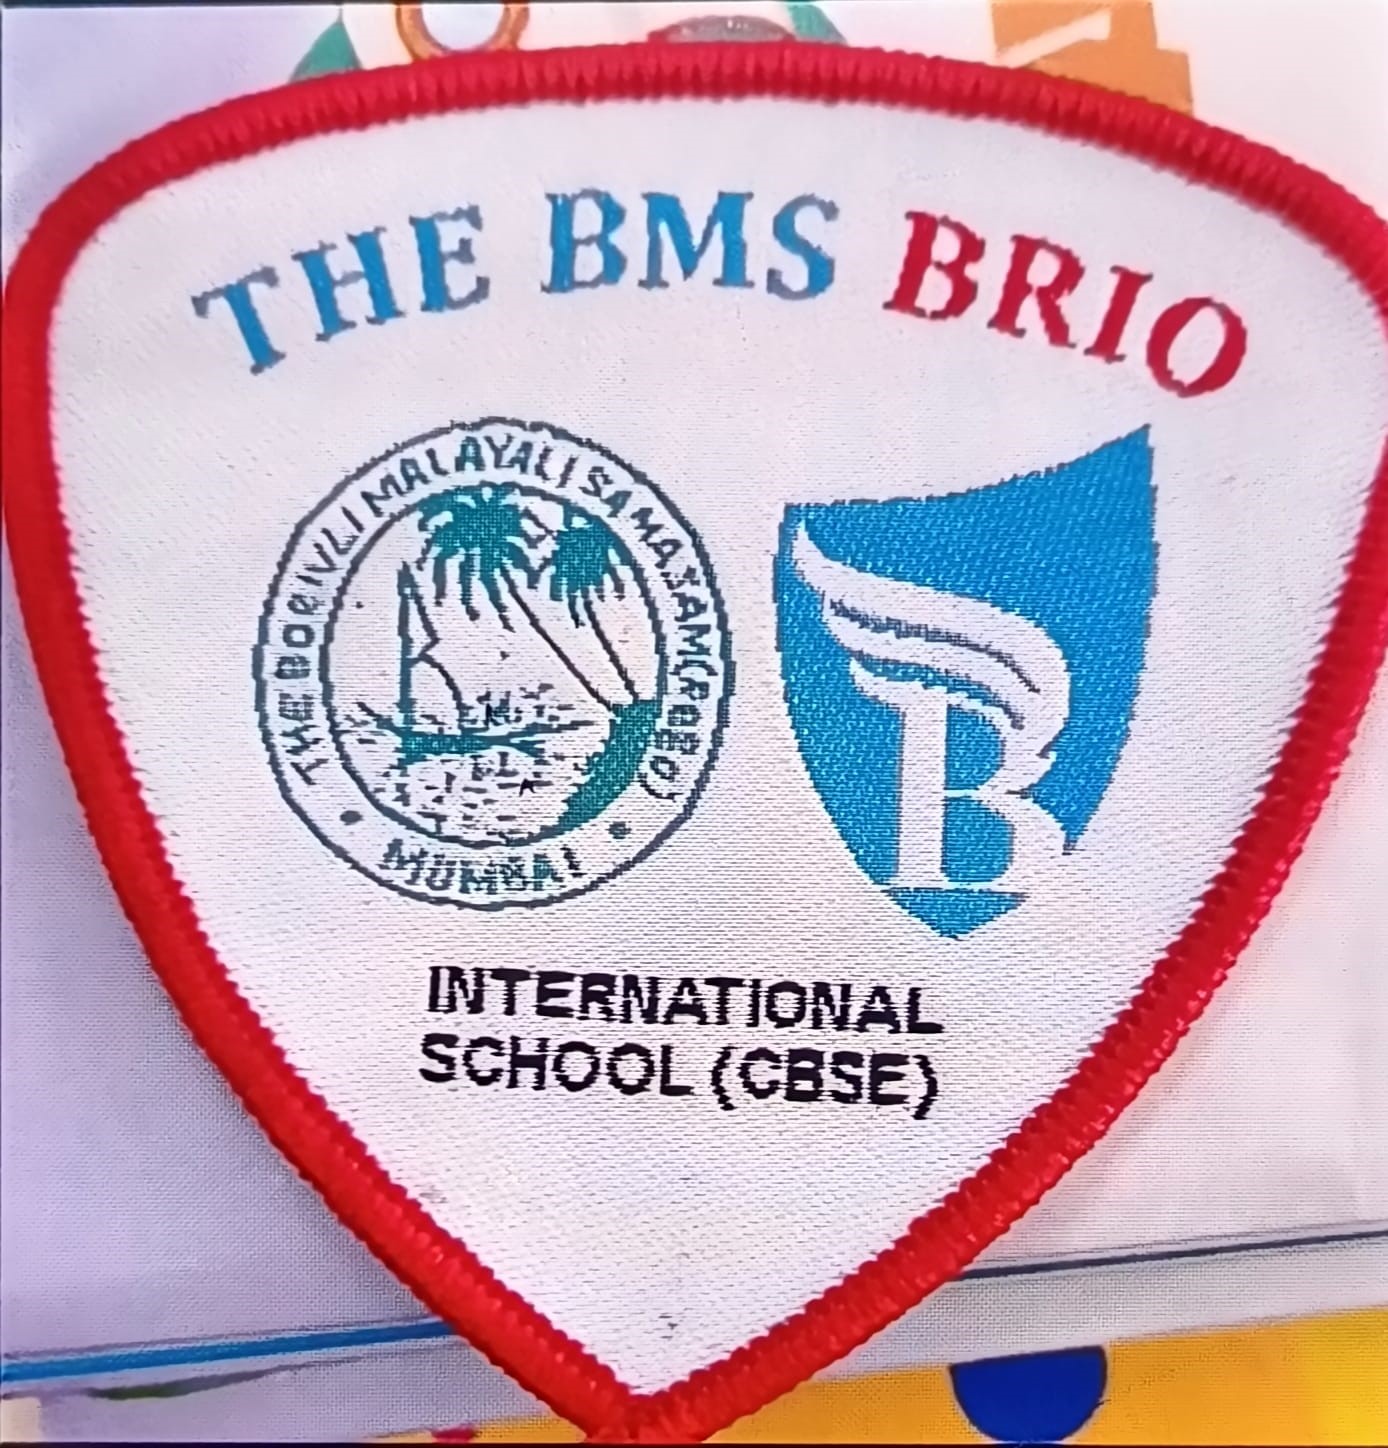 THE BMS BRIO
THE BORIVLI MALAYALI SAMAJAM (REGD)
MUMBAI
B
INTERNATIONAL
SCHOOL (CBSE)